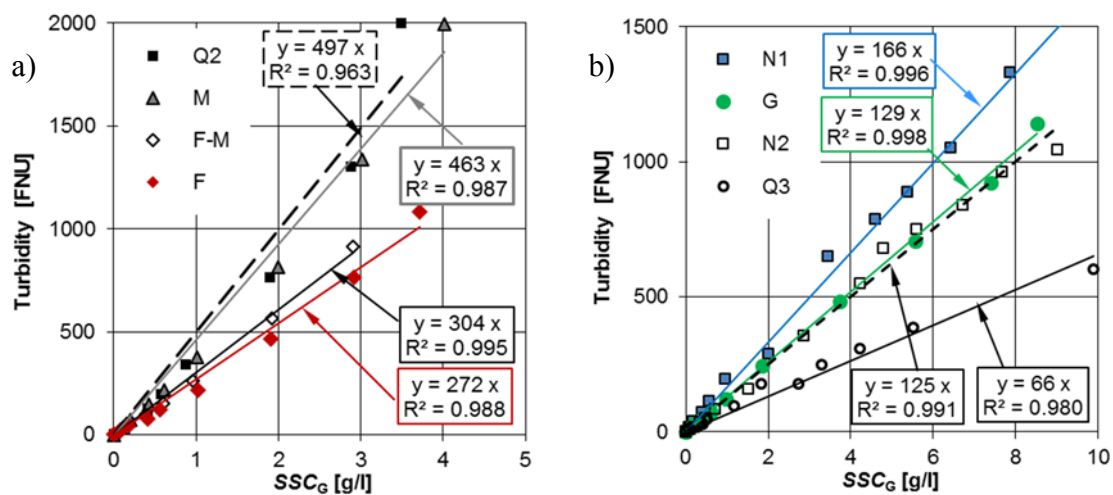 a)
Turbidity [FNU]
2000
1500
1000
500
0
Q2
M
F-M
F
y = 497 x
R² = 0.963
y = 463 x
R² = 0.987
y = 304 x
R² = 0.995
y = 272 x
R² = 0.988
0 1 2 3 4 5
SSC_G [g/l]
b)
Turbidity [FNU]
1500
1000
500
0
N1
G
N2
Q3
y = 166 x
R² = 0.996
y = 129 x
R² = 0.998
y = 125 x
R² = 0.991
y = 66 x
R² = 0.980
0 2 4 6 8 10
SSC_G [g/l]